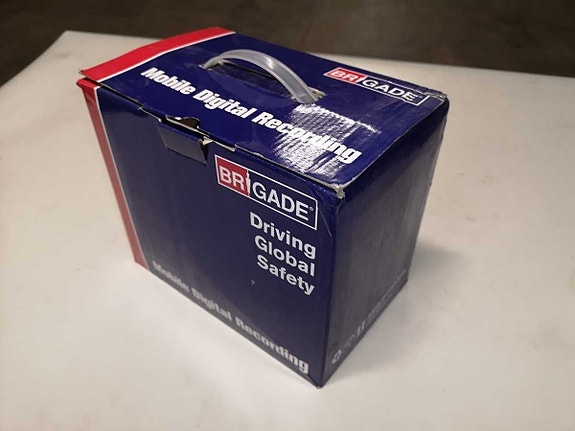 BRIGADE
Mobile Digital Recording
BRIGADE®
Driving
Global
Safety
Mobile Digital Recording